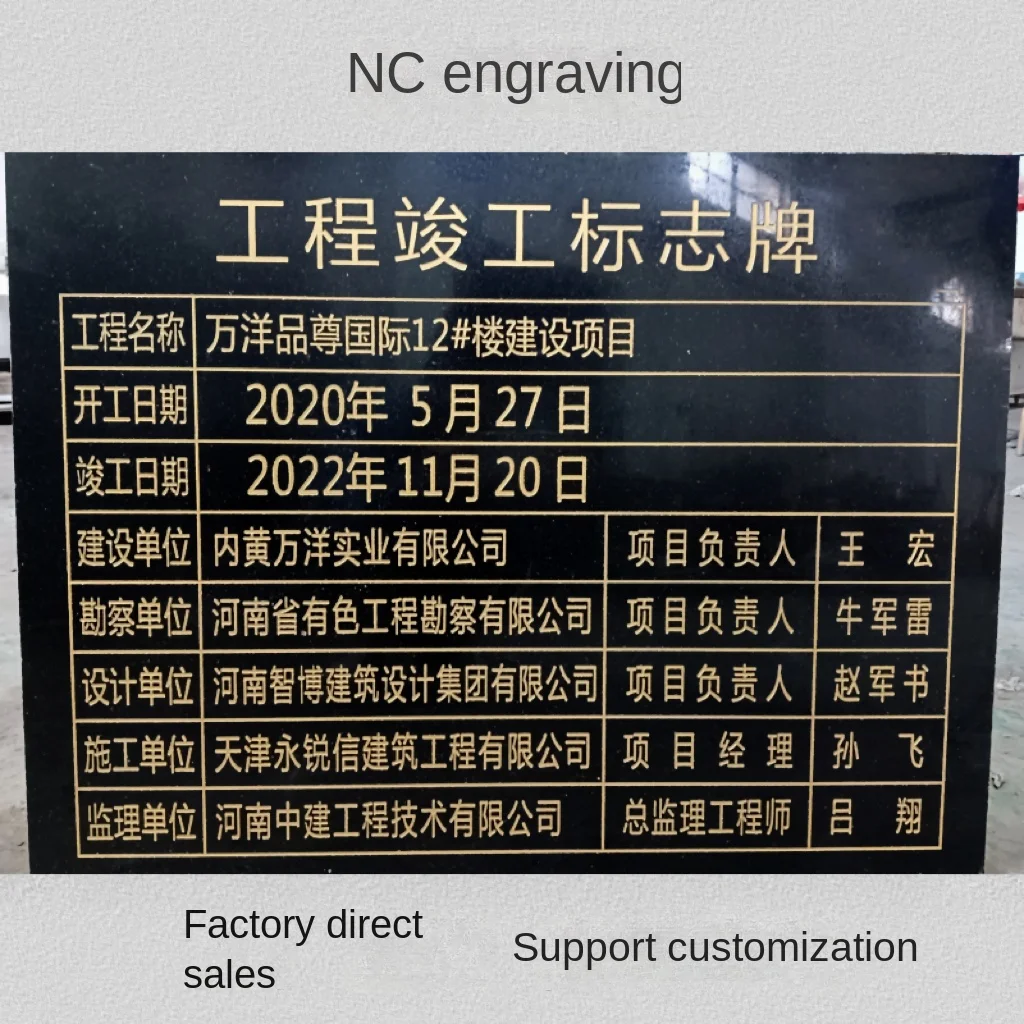 NC engraving
工程竣工标志牌
工程名称 万洋品尊国际12#楼建设项目
开工日期 2020年 5月27日
竣工日期 2022年11月20日
建设单位 内黄万洋实业有限公司 项目负责人 王 宏
勘察单位 河南省有色工程勘察有限公司 项目负责人 牛军雷
设计单位 河南智博建筑设计集团有限公司 项目负责人 赵军书
施工单位 天津永锐信建筑工程有限公司 项目经理 孙 飞
监理单位 河南中建工程技术有限公司 总监理工程师 吕 翔
Factory direct
sales
Support customization